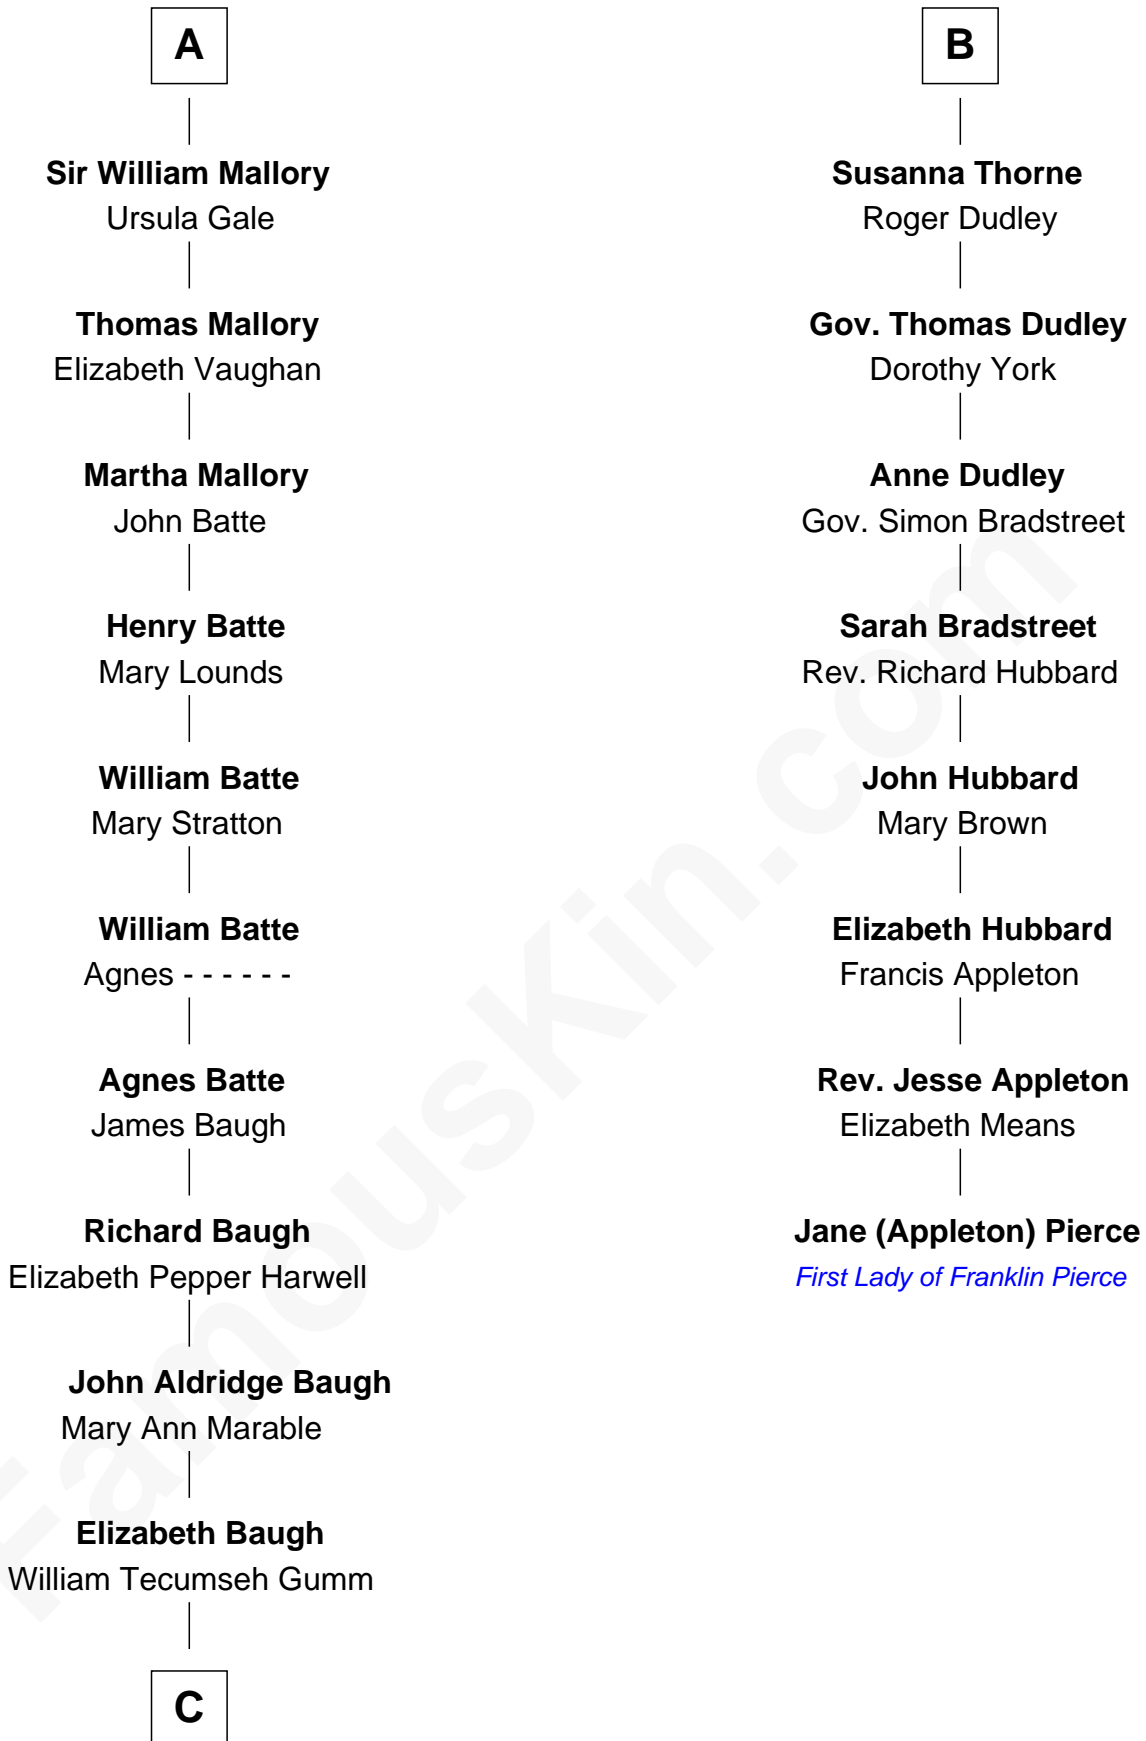 A
Sir William Mallory
Ursula Gale
Thomas Mallory
Elizabeth Vaughan
Martha Mallory
John Batte
Henry Batte
Mary Lounds
William Batte
Mary Stratton
William Batte
Agnes - - - - - -
Agnes Batte
James Baugh
Richard Baugh
Elizabeth Pepper Harwell
John Aldridge Baugh
Mary Ann Marable
Elizabeth Baugh
William Tecumseh Gumm
C
B
Susanna Thorne
Roger Dudley
Gov. Thomas Dudley
Dorothy York
Anne Dudley
Gov. Simon Bradstreet
Sarah Bradstreet
Rev. Richard Hubbard
John Hubbard
Mary Brown
Elizabeth Hubbard
Francis Appleton
Rev. Jesse Appleton
Elizabeth Means
Jane (Appleton) Pierce
First Lady of Franklin Pierce
FamousKin.com